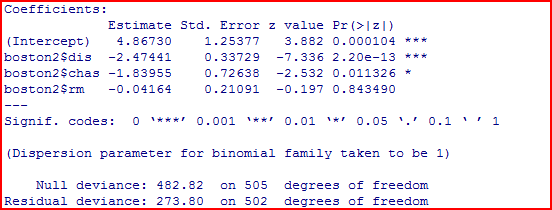 Coefficients:
              Estimate Std. Error z value Pr(>|z|)
(Intercept)    4.86730    1.25377   3.882 0.000104 ***
boston2$dis   -2.47441    0.33729  -7.336 2.20e-13 ***
boston2$chas  -1.83955    0.72638  -2.532 0.011326 *
boston2$rm    -0.04164    0.21091  -0.197 0.843490
---
Signif. codes:  0 ‘***’ 0.001 ‘**’ 0.01 ‘*’ 0.05 ‘.’ 0.1 ‘ ’ 1
(Dispersion parameter for binomial family taken to be 1)
    Null deviance: 482.82  on 505  degrees of freedom
Residual deviance: 273.80  on 502  degrees of freedom